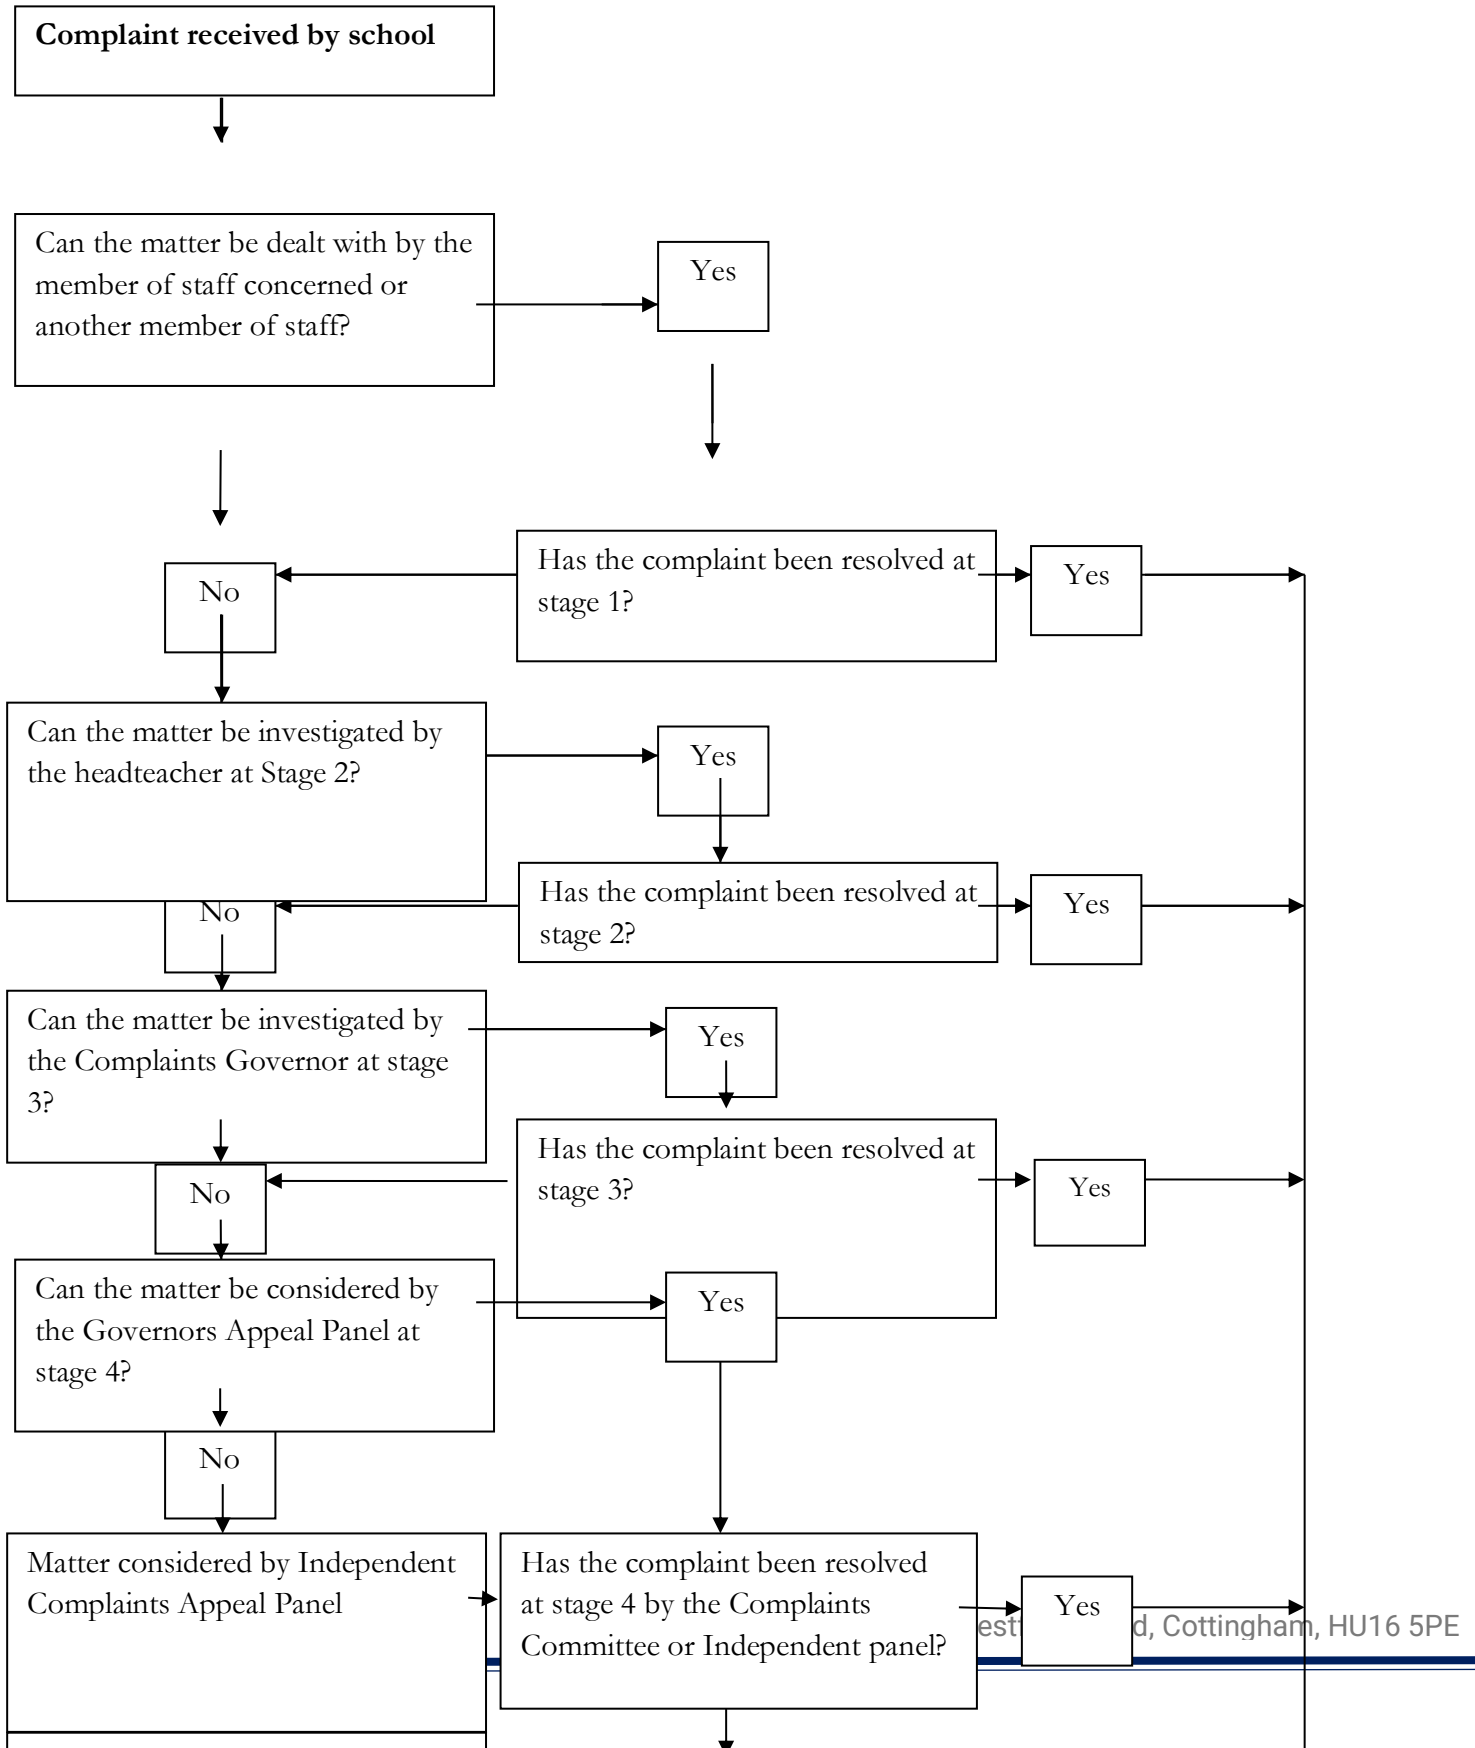 Complaint received by school
Can the matter be dealt with by the
member of staff concerned or
another member of staff?
Yes
Has the complaint been resolved at
stage 1?
No
Yes
Can the matter be investigated by
the headteacher at Stage 2?
Yes
Has the complaint been resolved at
stage 2?
No
Yes
Can the matter be investigated by
the Complaints Governor at stage
3?
Yes
Has the complaint been resolved at
stage 3?
No
Yes
Can the matter be considered by
the Governors Appeal Panel at
stage 4?
Yes
No
Matter considered by Independent
Complaints Appeal Panel
Has the complaint been resolved
at stage 4 by the Complaints
Committee or Independent panel?
Yes
Cottingham, HU16 5PE